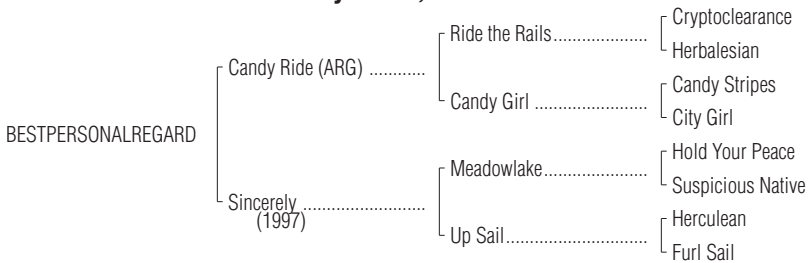 Cryptoclearance
Ride the Rails
Herbalesian
Candy Ride (ARG)
Candy Stripes
Candy Girl
City Girl
BESTPERSONALREGARD
Hold Your Peace
Meadowlake
Suspicious Native
Sincerely
(1997)
Herculean
Up Sail
Furl Sail